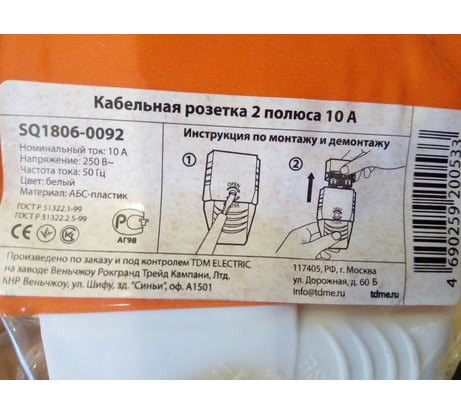 Кабельная розетка 2 полюса 10 А
SQ1806-0092
Номинальный ток: 10 А
Напряжение: 250 В~
Частота тока: 50 Гц
Цвет: белый
Материал: АБС-пластик
ГОСТ Р 51322.1-99
ГОСТ Р 51322.2.5-99
АГ98
Инструкция по монтажу и демонтажу
1
OPEN
2
Произведено по заказу и под контролем TDM ELECTRIC
на заводе Веньчжоу Рокгранд Трейд Кампани, Лтд.
КНР Веньчжоу, ул. Шифу, зд. "Синьи", оф. А1501
117405, РФ, г. Москва
ул. Дорожная, д. 60 Б
info@tdme.ru
tdme.ru
4 690259 200533